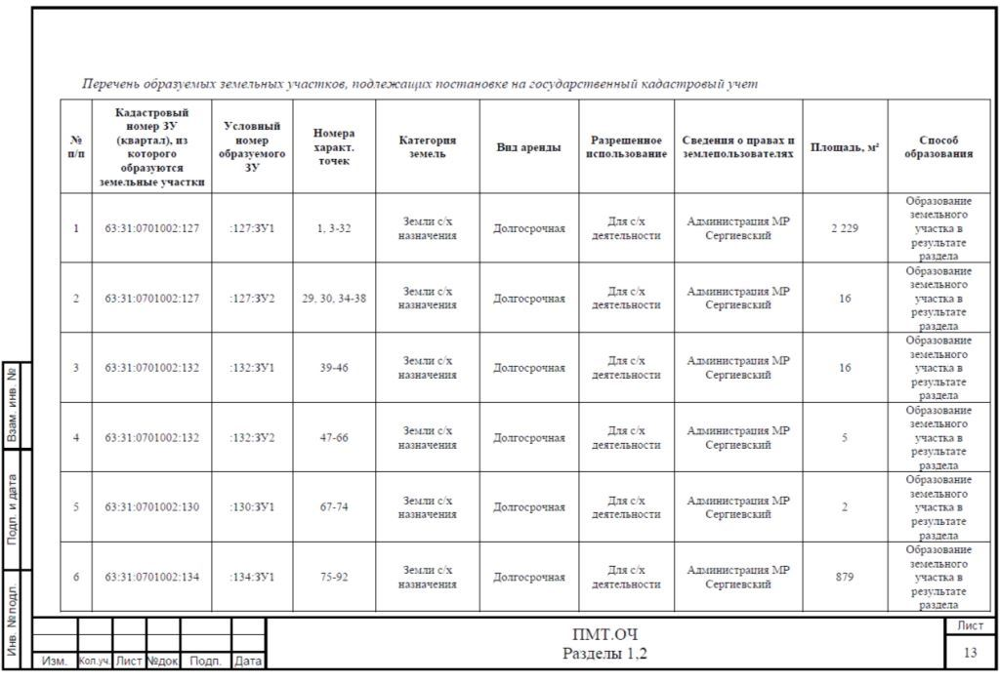 Перечень образуемых земельных участков, подлежащих постановке на государственный кадастровый учет
№ п/п | Кадастровый номер ЗУ (квартал), из которого образуются земельные участки | Условный номер образуемого ЗУ | Номера характ. точек | Категория земель | Вид аренды | Разрешенное использование | Сведения о правах и землепользователях | Площадь, м² | Способ образования
1 | 63:31:0701002:127 | :127:ЗУ1 | 1, 3-32 | Земли с/х назначения | Долгосрочная | Для с/х деятельности | Администрация МР Сергиевский | 2 229 | Образование земельного участка в результате раздела
2 | 63:31:0701002:127 | :127:ЗУ2 | 29, 30, 34-38 | Земли с/х назначения | Долгосрочная | Для с/х деятельности | Администрация МР Сергиевский | 16 | Образование земельного участка в результате раздела
3 | 63:31:0701002:132 | :132:ЗУ1 | 39-46 | Земли с/х назначения | Долгосрочная | Для с/х деятельности | Администрация МР Сергиевский | 16 | Образование земельного участка в результате раздела
4 | 63:31:0701002:132 | :132:ЗУ2 | 47-66 | Земли с/х назначения | Долгосрочная | Для с/х деятельности | Администрация МР Сергиевский | 5 | Образование земельного участка в результате раздела
5 | 63:31:0701002:130 | :130:ЗУ1 | 67-74 | Земли с/х назначения | Долгосрочная | Для с/х деятельности | Администрация МР Сергиевский | 2 | Образование земельного участка в результате раздела
6 | 63:31:0701002:134 | :134:ЗУ1 | 75-92 | Земли с/х назначения | Долгосрочная | Для с/х деятельности | Администрация МР Сергиевский | 879 | Образование земельного участка в результате раздела
Взам. инв. №
Подп. и дата
Инв. № подл.
Изм. | Кол.уч. | Лист | №док | Подп. | Дата
ПМТ.ОЧ
Разделы 1,2
Лист
13